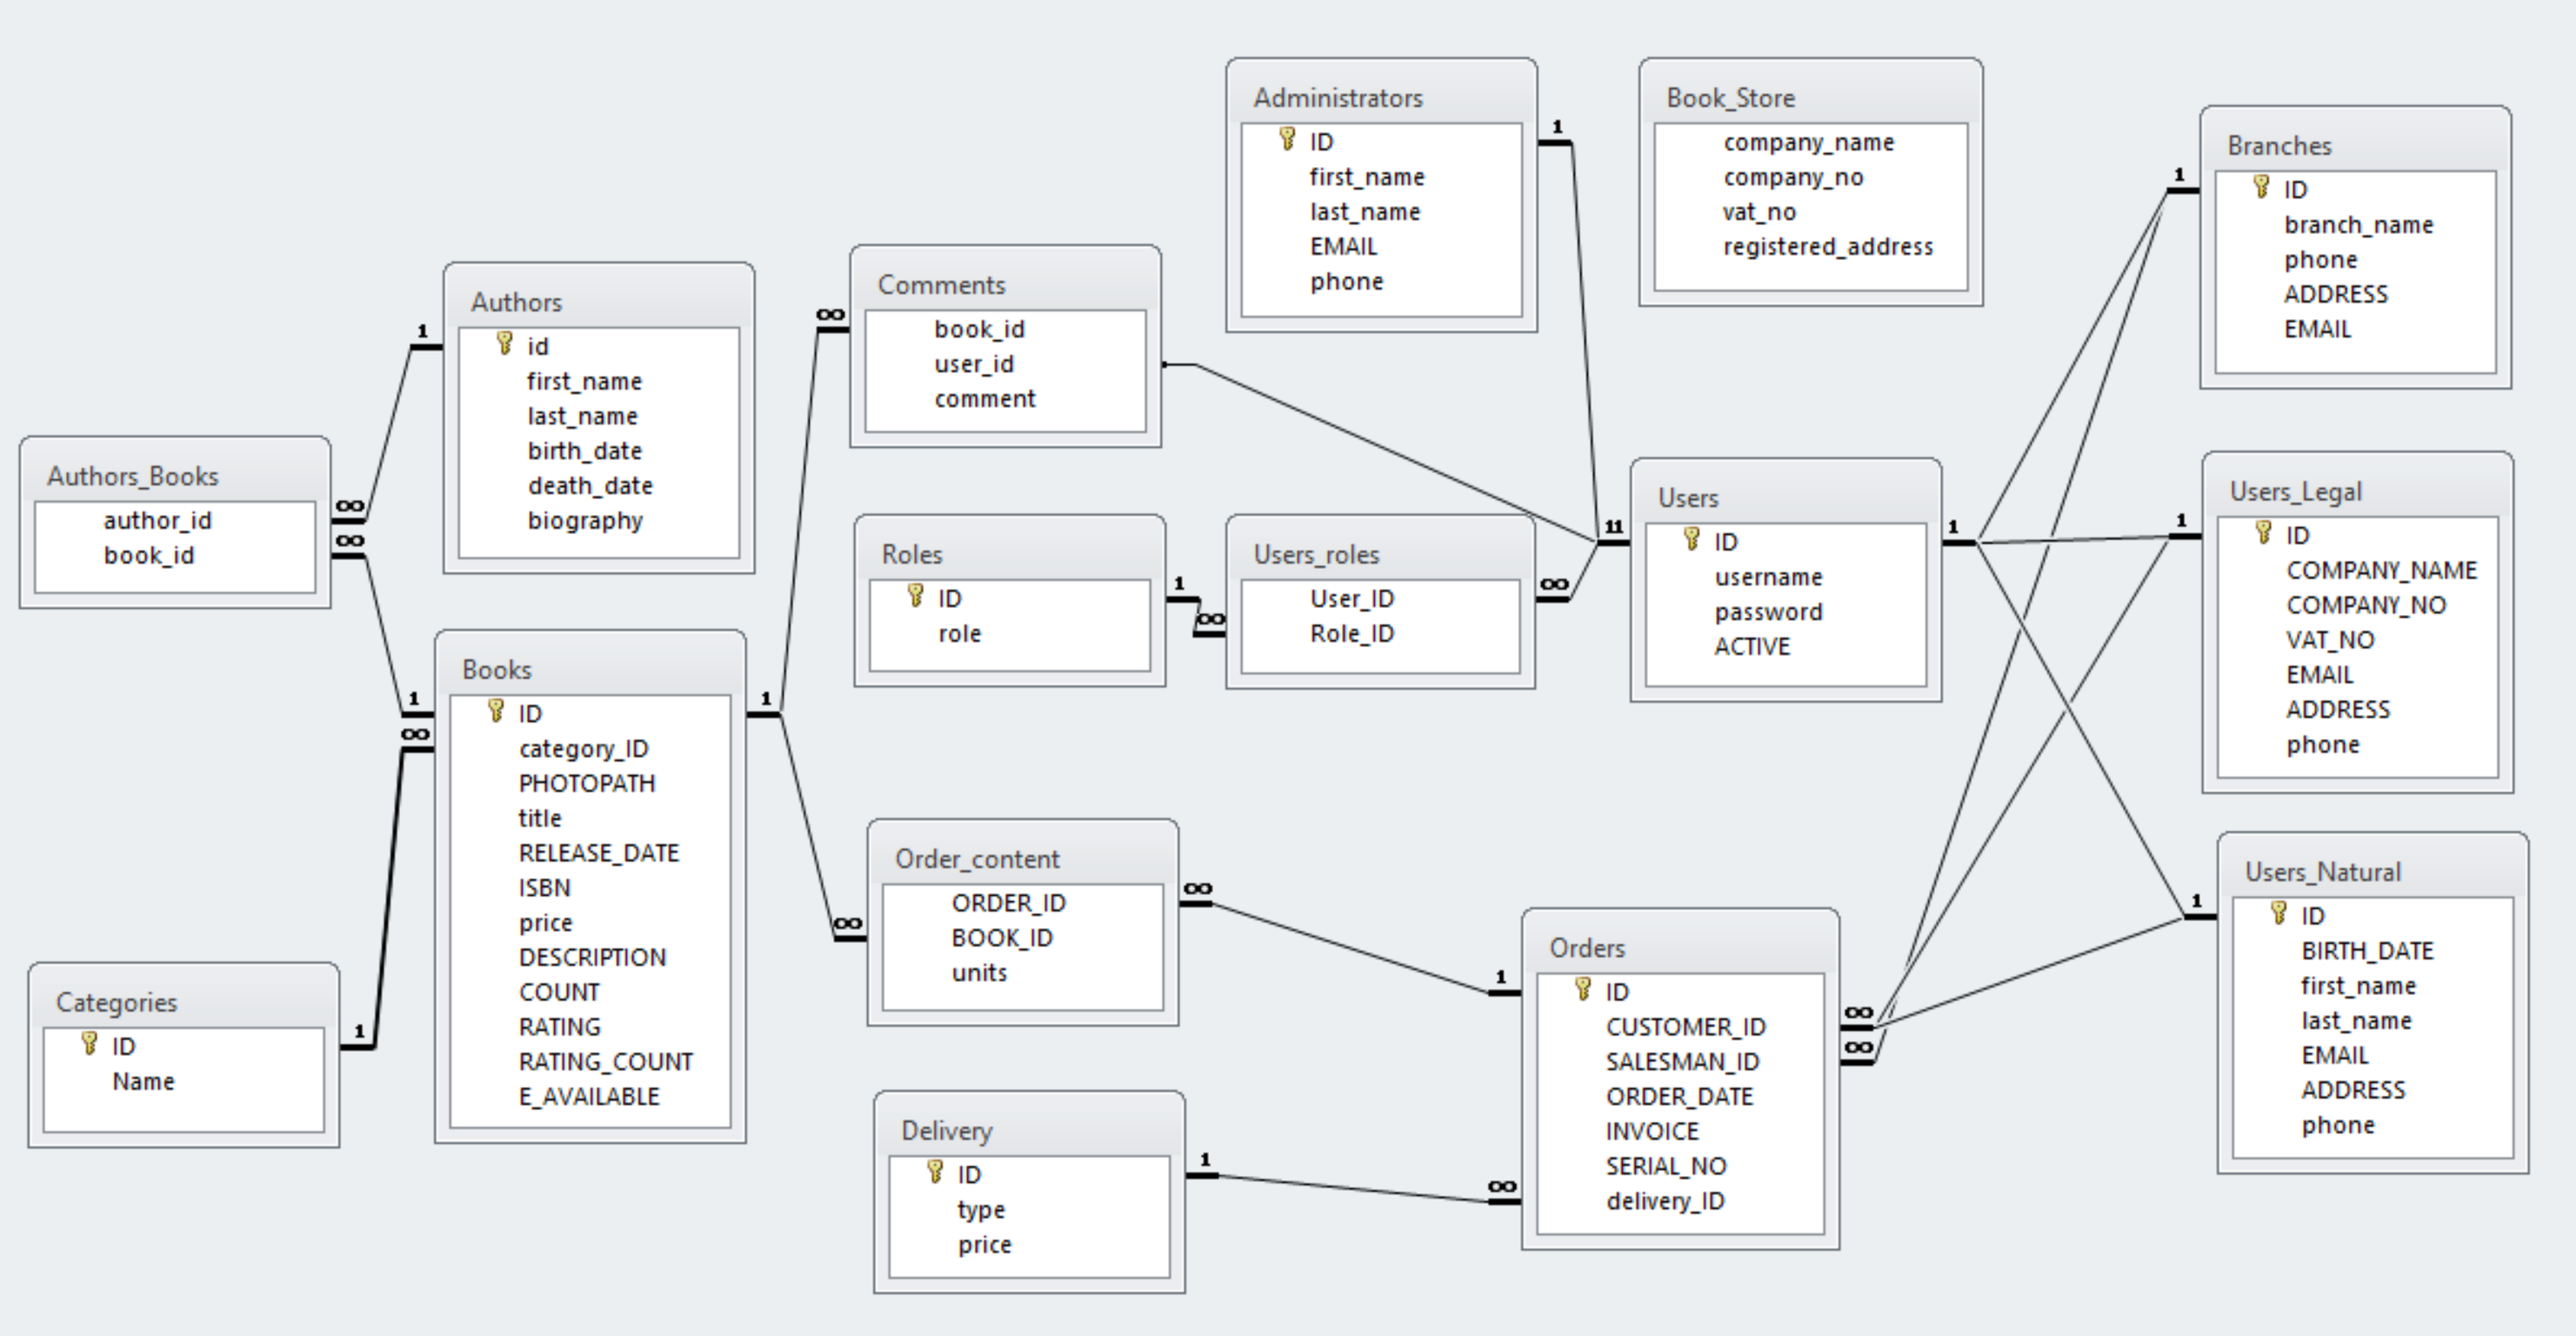 Administrators
ID
first_name
last_name
EMAIL
phone
1
Book_Store
company_name
company_no
vat_no
registered_address
Branches
1
ID
branch_name
phone
ADDRESS
EMAIL
Comments
∞
book_id
user_id
comment
Authors
1
id
first_name
last_name
birth_date
death_date
biography
Authors_Books
author_id
book_id
∞
∞
Roles
ID
role
1
∞
Users_roles
User_ID
Role_ID
∞
Users
11
ID
username
password
ACTIVE
1
Users_Legal
1
ID
COMPANY_NAME
COMPANY_NO
VAT_NO
EMAIL
ADDRESS
phone
Books
1
∞
ID
category_ID
PHOTOPATH
title
RELEASE_DATE
ISBN
price
DESCRIPTION
COUNT
RATING
RATING_COUNT
E_AVAILABLE
1
Order_content
∞
ORDER_ID
BOOK_ID
units
∞
Users_Natural
1
ID
BIRTH_DATE
first_name
last_name
EMAIL
ADDRESS
phone
Categories
ID
Name
1
Orders
1
ID
CUSTOMER_ID
SALESMAN_ID
ORDER_DATE
INVOICE
SERIAL_NO
delivery_ID
∞
∞
∞
Delivery
ID
type
price
1